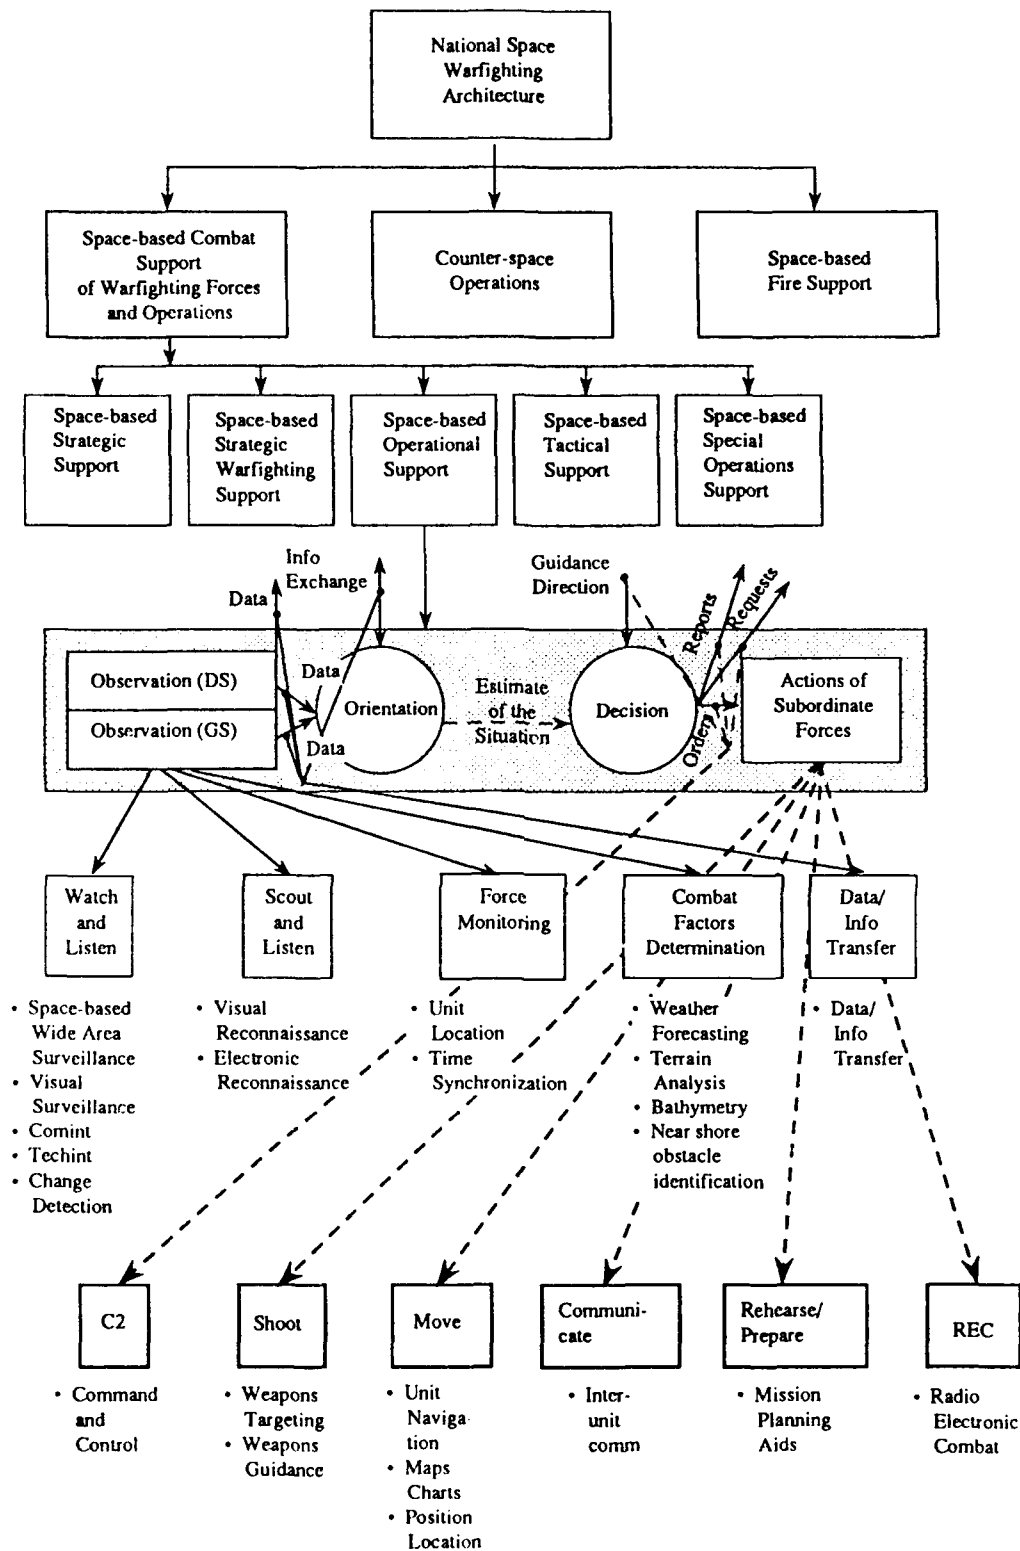 National Space
Warfighting
Architecture
Space-based Combat
Support
of Warfighting Forces
and Operations
Counter-space
Operations
Space-based
Fire Support
Space-based
Strategic
Support
Space-based
Strategic
Warfighting
Support
Space-based
Operational
Support
Space-based
Tactical
Support
Space-based
Special
Operations
Support
Info
Exchange
Data
Guidance
Direction
Reports
Requests
Observation (DS)
Observation (GS)
Data
Data
Orientation
Estimate
of the
Situation
Decision
Orders
Actions of
Subordinate
Forces
Watch
and
Listen
Scout
and
Listen
Force
Monitoring
Combat
Factors
Determination
Data/
Info
Transfer
• Space-based
Wide Area
Surveillance
• Visual
Surveillance
• Comint
• Techint
• Change
Detection
• Visual
Reconnaissance
• Electronic
Reconnaissance
• Unit
Location
• Time
Synchronization
• Weather
Forecasting
• Terrain
Analysis
• Bathymetry
• Near shore
obstacle
identification
• Data/
Info
Transfer
C2
Shoot
Move
Communi-
cate
Rehearse/
Prepare
REC
• Command
and
Control
• Weapons
Targeting
• Weapons
Guidance
• Unit
Naviga-
tion
• Maps
Charts
• Position
Location
• Inter-
unit
comm
• Mission
Planning
Aids
• Radio
Electronic
Combat